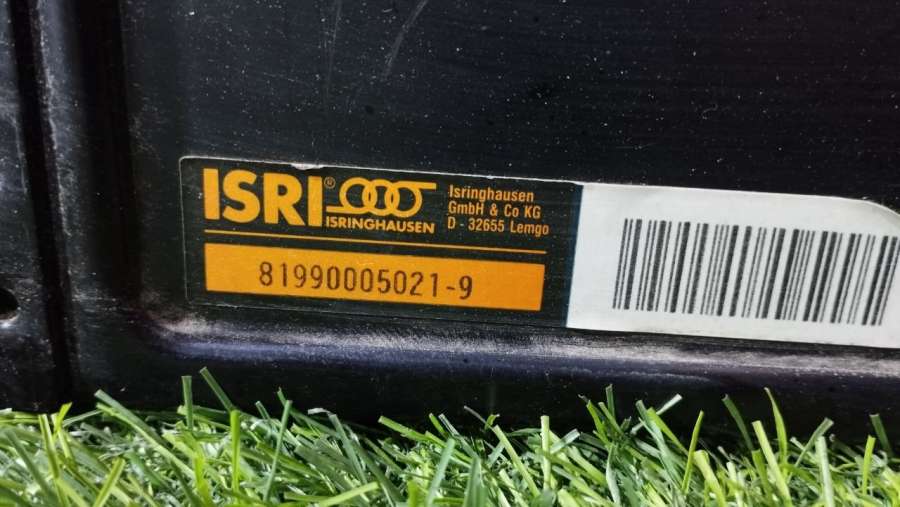 ISRI®
ISRINGHAUSEN
Isringhausen
GmbH & Co KG
D - 32655 Lemgo
81990005021-9